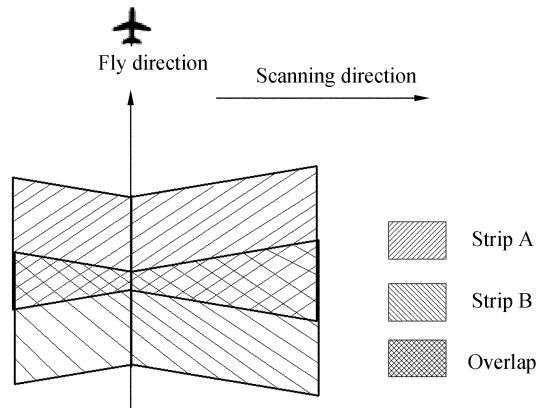 Fly direction
Scanning direction
Strip A
Strip B
Overlap